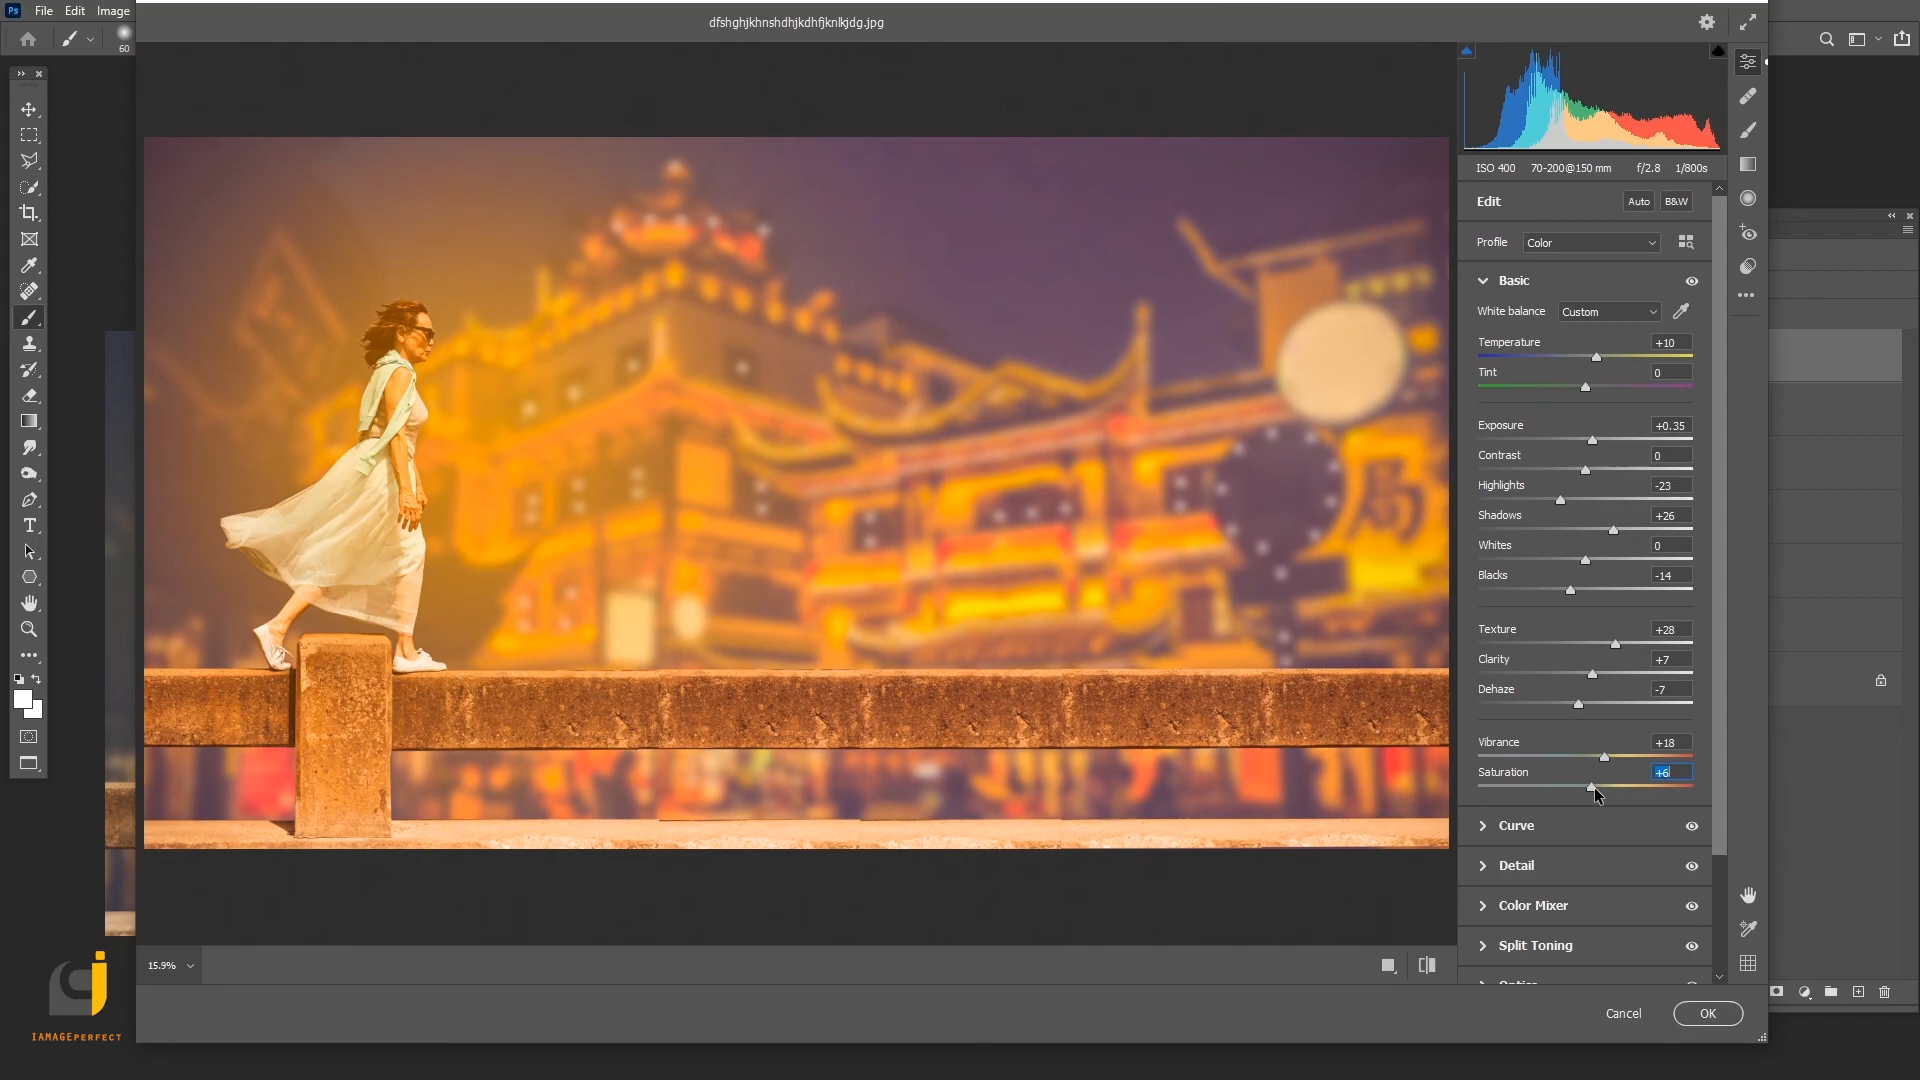 Ps File Edit Image
dfshghjkhnshdhjkdhfjknlkjdg.jpg
60
ISO 400 70-200@150 mm f/2.8 1/800s
Edit Auto B&W
Profile Color
Basic
White balance Custom
Temperature +10
Tint 0
Exposure +0.35
Contrast 0
Highlights -23
Shadows +26
Whites 0
Blacks -14
Texture +28
Clarity +7
Dehaze -7
Vibrance +18
Saturation +6
Curve
Detail
Color Mixer
Split Toning
Optics
15.9%
Cancel OK
IAMAGEPERFECT